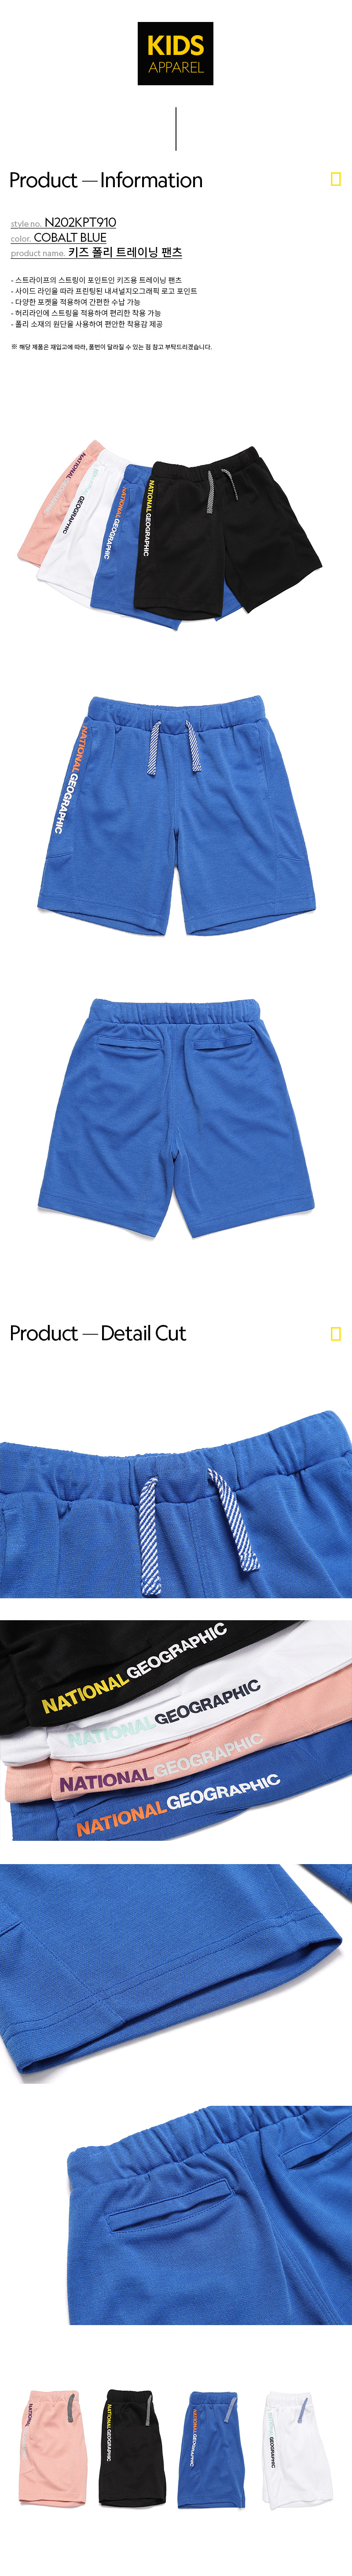 KIDS
APPAREL
Product — Information
style no. N202KPT910
color. COBALT BLUE
product name. 키즈 폴리 트레이닝 팬츠
- 스트라이프의 스트링이 포인트인 키즈용 트레이닝 팬츠
- 사이드 라인을 따라 프린팅된 내셔널지오그래픽 로고 포인트
- 다양한 포켓을 적용하여 간편한 수납 가능
- 허리라인에 스트링을 적용하여 편리한 착용 가능
- 폴리 소재의 원단을 사용하여 편안한 착용감 제공
※ 해당 제품은 재입고에 따라, 품번이 달라질 수 있는 점 참고 부탁드리겠습니다.
NATIONAL
GEOGRAPHIC
NATIONAL GEOGRAPHIC
NATIONAL GEOGRAPHIC
NATIONAL GEOGRAPHIC
Product — Detail Cut
NATIONAL GEOGRAPHIC
NATIONAL GEOGRAPHIC
NATIONAL GEOGRAPHIC
NATIONAL GEOGRAPHIC
NATIONAL
NATIONAL GEOGRAPHIC
NATIONAL GEOGRAPHIC
GEOGRAPHIC